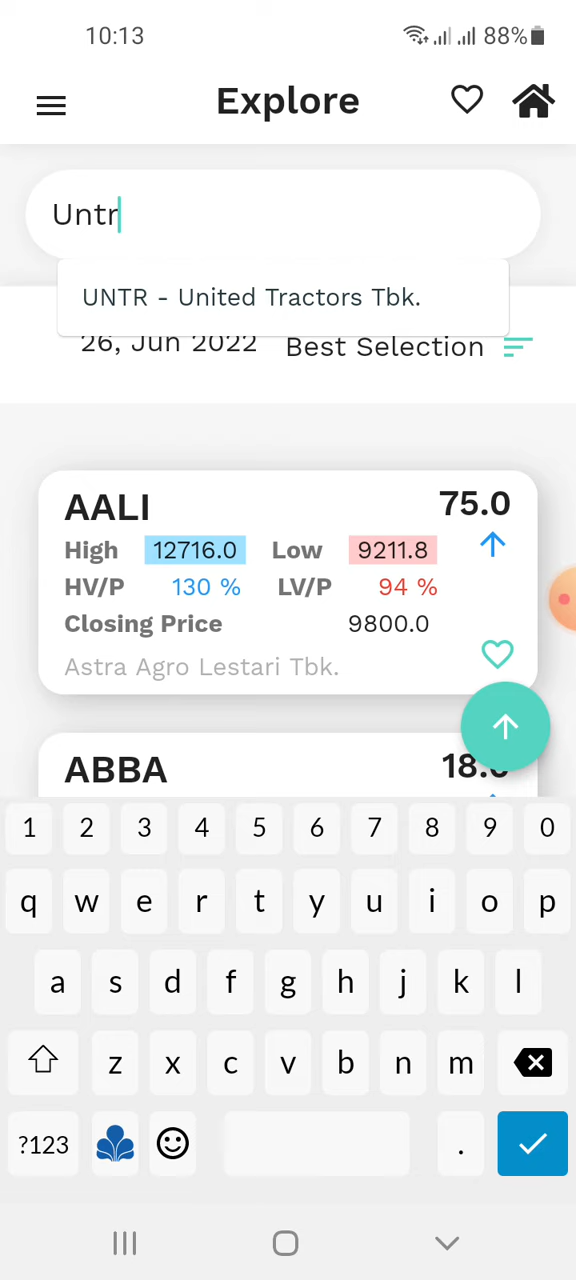 10:13 88%
Explore
Untr
UNTR - United Tractors Tbk.
26, Jun 2022 Best Selection
AALI 75.0
High 12716.0 Low 9211.8
HV/P 130 % LV/P 94 %
Closing Price 9800.0
Astra Agro Lestari Tbk.
ABBA 18.0
1 2 3 4 5 6 7 8 9 0
q w e r t y u i o p
a s d f g h j k l
z x c v b n m
?123 .